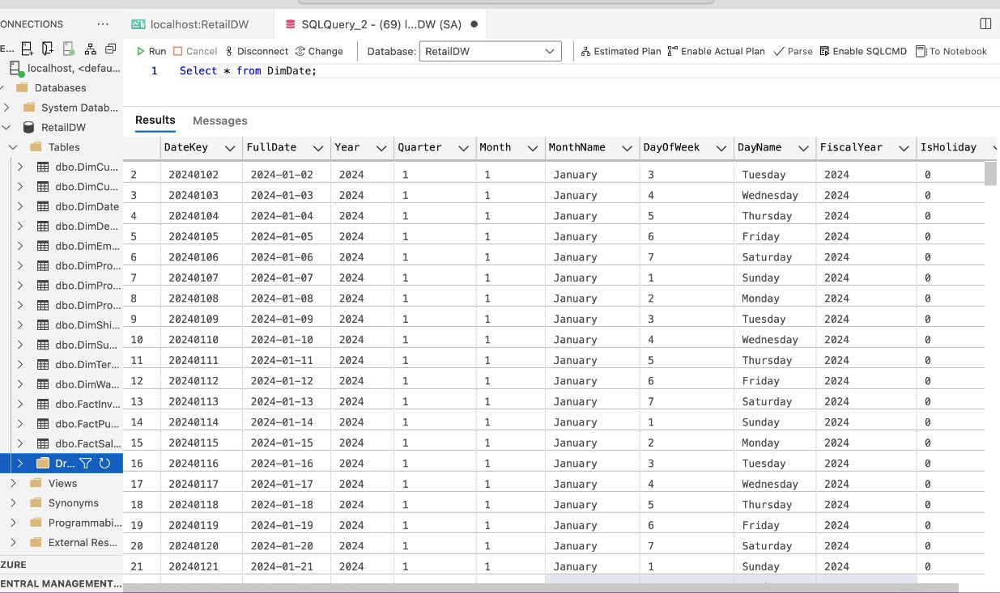 ONNECTIONS ···
localhost:RetailDW
SQLQuery_2 - (69) l...DW (SA)
E...
Run Cancel Disconnect Change Database: RetailDW Estimated Plan Enable Actual Plan Parse Enable SQLCMD To Notebook
localhost, <defau...
Databases
System Datab...
RetailDW
Tables
dbo.DimCu...
dbo.DimCu...
dbo.DimDate
dbo.DimDe...
dbo.DimEm...
dbo.DimPro...
dbo.DimPro...
dbo.DimPro...
dbo.DimShi...
dbo.DimSu...
dbo.DimTer...
dbo.DimWa...
dbo.FactInv...
dbo.FactPu...
dbo.FactSal...
Dr...
Views
Synonyms
Programmabi...
External Res...
ZURE
ENTRAL MANAGEMENT...
1 Select * from DimDate;
Results Messages
DateKey FullDate Year Quarter Month MonthName DayOfWeek DayName FiscalYear IsHoliday
2 20240102 2024-01-02 2024 1 1 January 3 Tuesday 2024 0
3 20240103 2024-01-03 2024 1 1 January 4 Wednesday 2024 0
4 20240104 2024-01-04 2024 1 1 January 5 Thursday 2024 0
5 20240105 2024-01-05 2024 1 1 January 6 Friday 2024 0
6 20240106 2024-01-06 2024 1 1 January 7 Saturday 2024 0
7 20240107 2024-01-07 2024 1 1 January 1 Sunday 2024 0
8 20240108 2024-01-08 2024 1 1 January 2 Monday 2024 0
9 20240109 2024-01-09 2024 1 1 January 3 Tuesday 2024 0
10 20240110 2024-01-10 2024 1 1 January 4 Wednesday 2024 0
11 20240111 2024-01-11 2024 1 1 January 5 Thursday 2024 0
12 20240112 2024-01-12 2024 1 1 January 6 Friday 2024 0
13 20240113 2024-01-13 2024 1 1 January 7 Saturday 2024 0
14 20240114 2024-01-14 2024 1 1 January 1 Sunday 2024 0
15 20240115 2024-01-15 2024 1 1 January 2 Monday 2024 0
16 20240116 2024-01-16 2024 1 1 January 3 Tuesday 2024 0
17 20240117 2024-01-17 2024 1 1 January 4 Wednesday 2024 0
18 20240118 2024-01-18 2024 1 1 January 5 Thursday 2024 0
19 20240119 2024-01-19 2024 1 1 January 6 Friday 2024 0
20 20240120 2024-01-20 2024 1 1 January 7 Saturday 2024 0
21 20240121 2024-01-21 2024 1 1 January 1 Sunday 2024 0